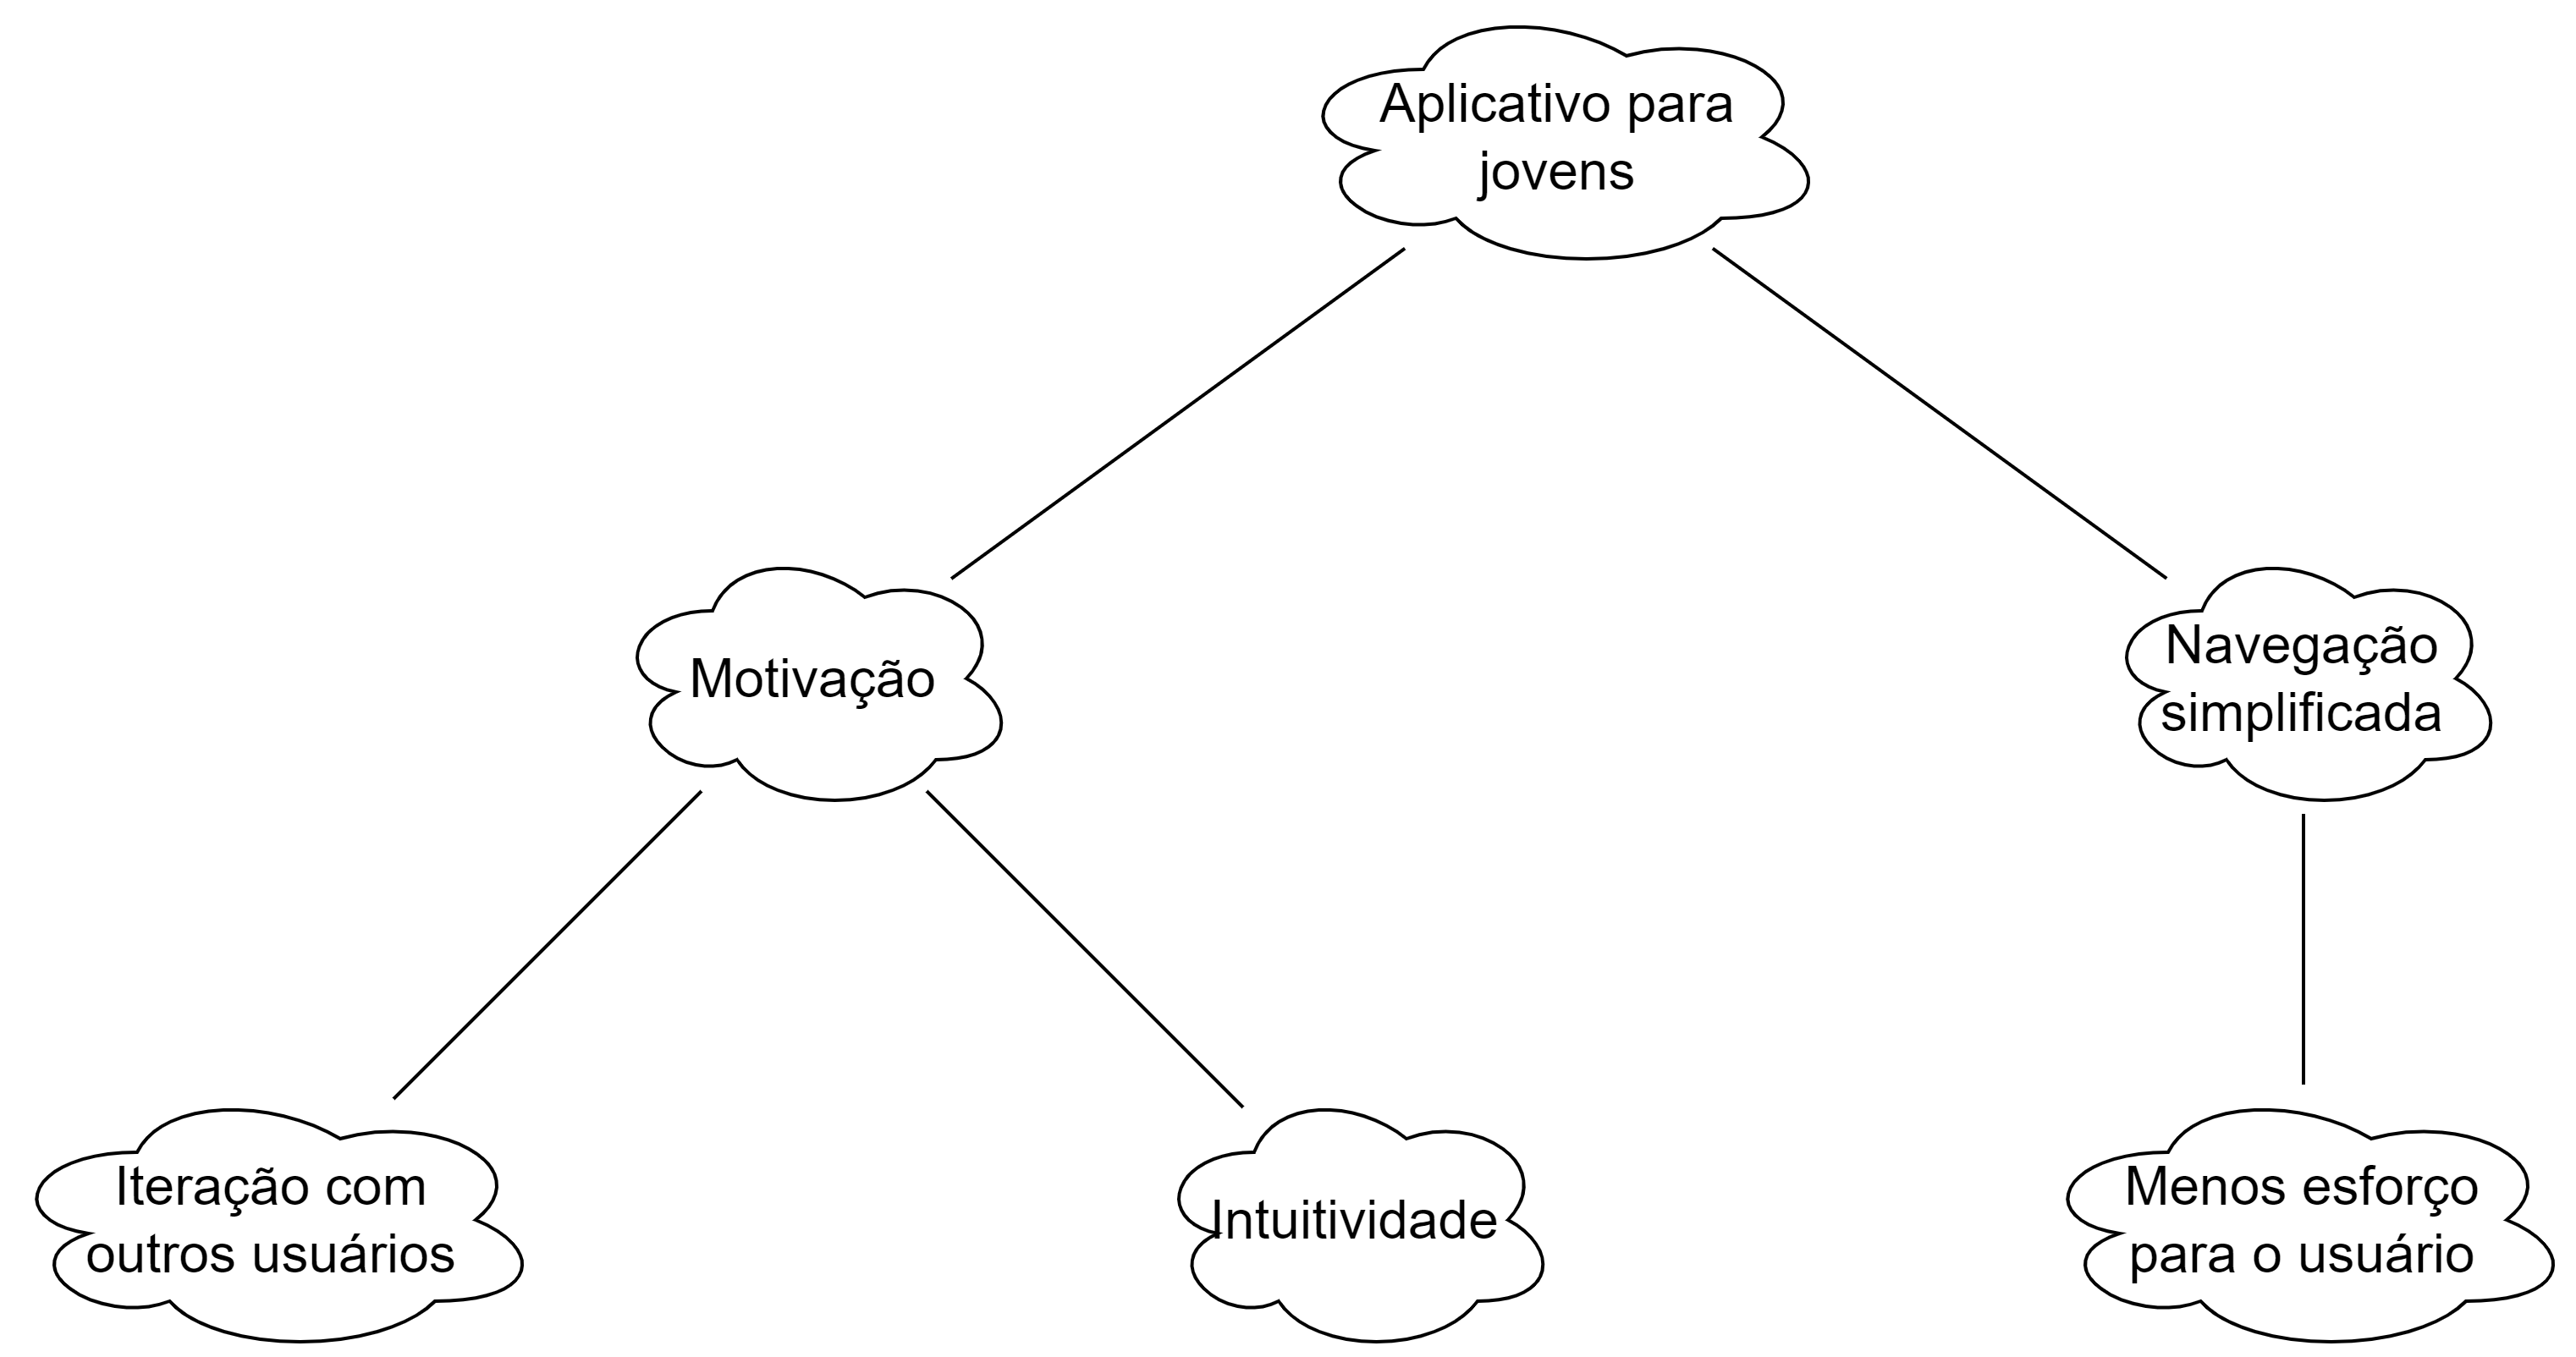 Aplicativo para
jovens
Motivação
Navegação
simplificada
Iteração com
outros usuários
Intuitividade
Menos esforço
para o usuário